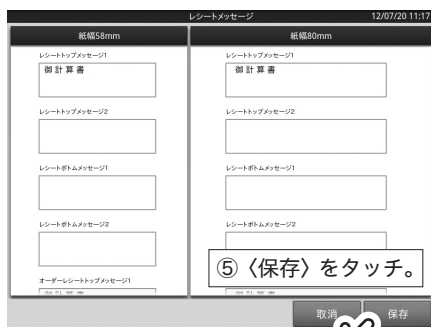 レシートメッセージ 12/07/20 11:17
紙幅58mm
レシートトップメッセージ1
御 計 算 書
レシートトップメッセージ2
レシートボトムメッセージ1
レシートボトムメッセージ2
オーダーレシートトップメッセージ1
御 計 算 書
紙幅80mm
レシートトップメッセージ1
御 計 算 書
レシートトップメッセージ2
レシートボトムメッセージ1
レシートボトムメッセージ2
⑤〈保存〉をタッチ。
取消 保存